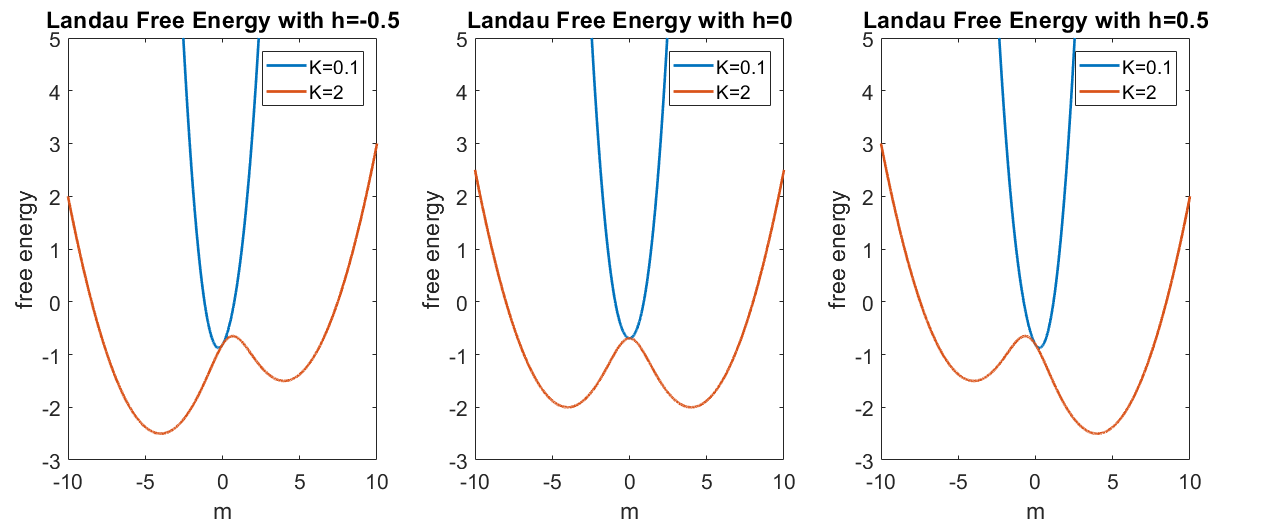 Landau Free Energy with h=-0.5
5
4
3
2
1
0
-1
-2
-3
free energy
-10
-5
0
5
10
m
K=0.1
K=2
Landau Free Energy with h=0
5
4
3
2
1
0
-1
-2
-3
free energy
-10
-5
0
5
10
m
K=0.1
K=2
Landau Free Energy with h=0.5
5
4
3
2
1
0
-1
-2
-3
free energy
-10
-5
0
5
10
m
K=0.1
K=2